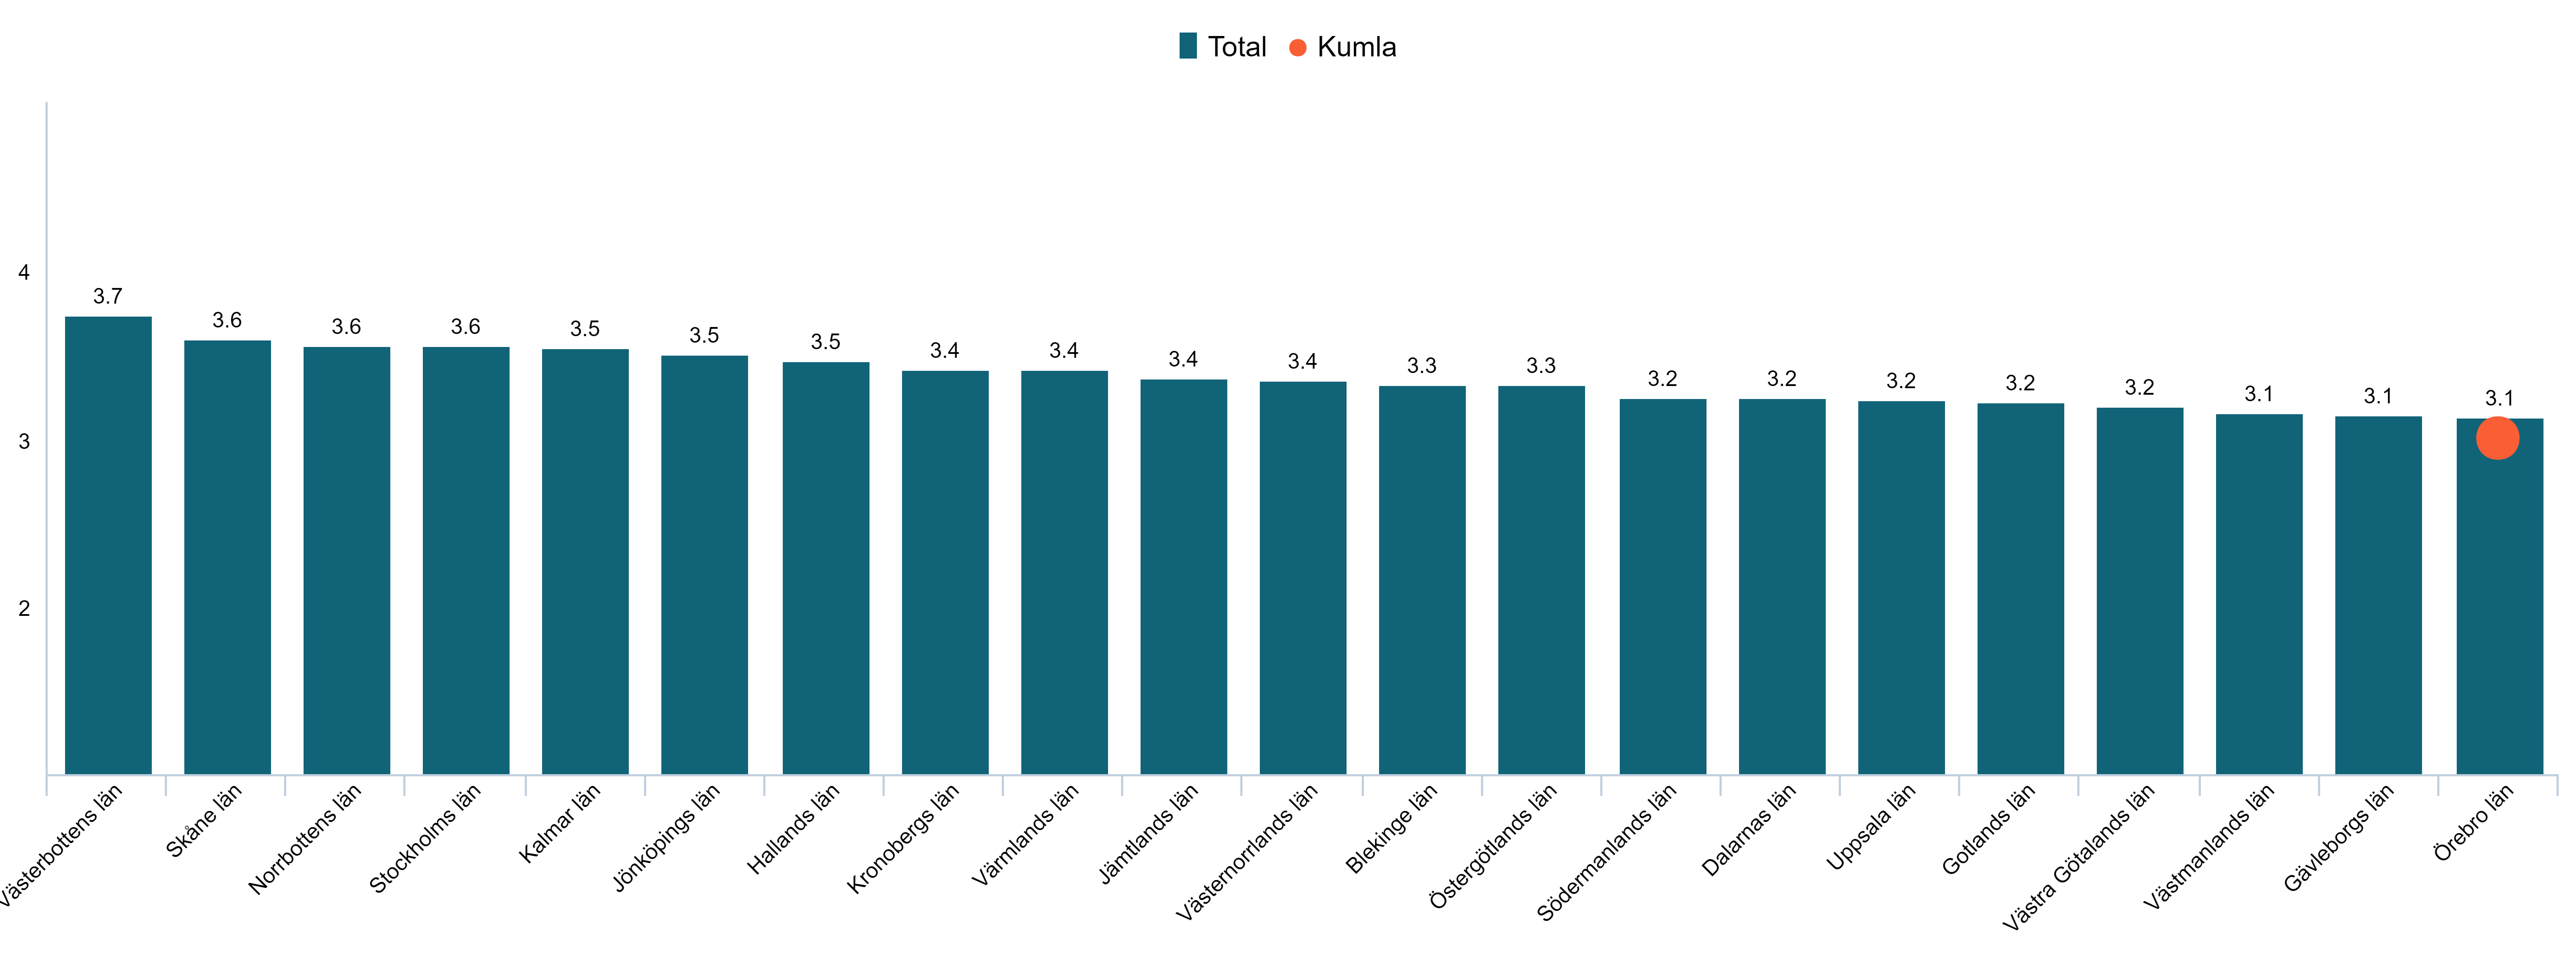 Total Kumla
4
3.7
3.6
3.6
3.6
3.5
3.5
3.5
3.4
3.4
3.4
3.4
3.3
3.3
3.2
3.2
3.2
3.2
3.2
3.1
3.1
3.1
3
2
Västerbottens län
Skåne län
Norrbottens län
Stockholms län
Kalmar län
Jönköpings län
Hallands län
Kronobergs län
Värmlands län
Jämtlands län
Västernorrlands län
Blekinge län
Östergötlands län
Södermanlands län
Dalarnas län
Uppsala län
Gotlands län
Västra Götalands län
Västmanlands län
Gävleborgs län
Örebro län